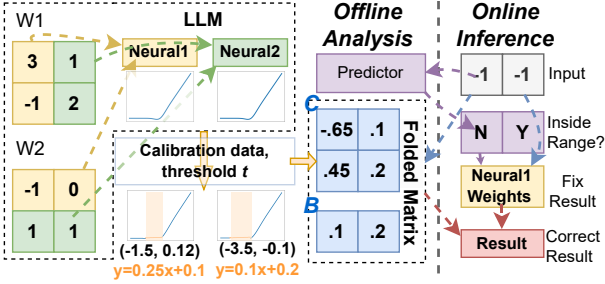 W1
LLM
Offline
Analysis
Online
Inference
3 1
-1 2
Neural1
Neural2
Predictor
-1 -1
Input
W2
-1 0
1 1
Calibration data,
threshold t
C
-.65 .1
.45 .2
B
.1 .2
Folded Matrix
N Y
Inside
Range?
Neural1
Weights
Fix
Result
Result
Correct
Result
(-1.5, 0.12)
y=0.25x+0.1
(-3.5, -0.1)
y=0.1x+0.2